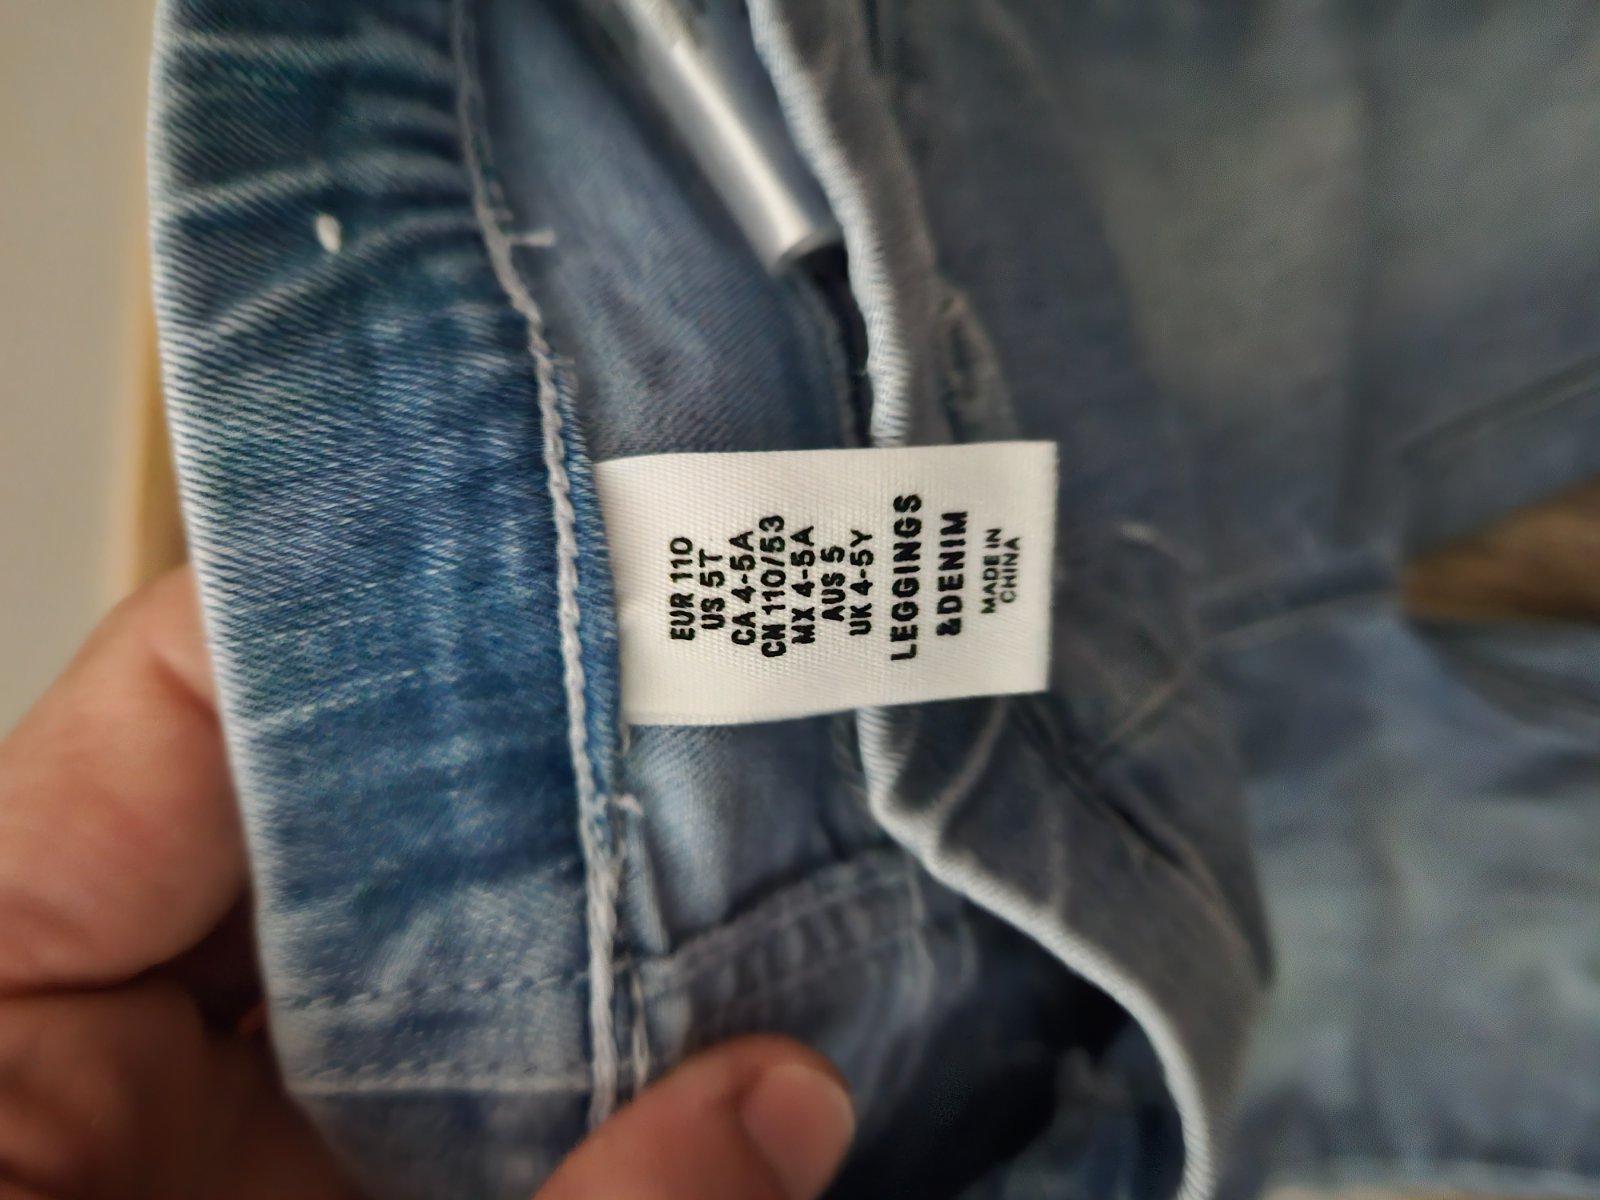 EUR 110
US 5T
CA 4-5A
CN 110/53
MX 4-5A
AUS 5
UK 4-5Y
LEGGINGS
&DENIM
MADE IN
CHINA